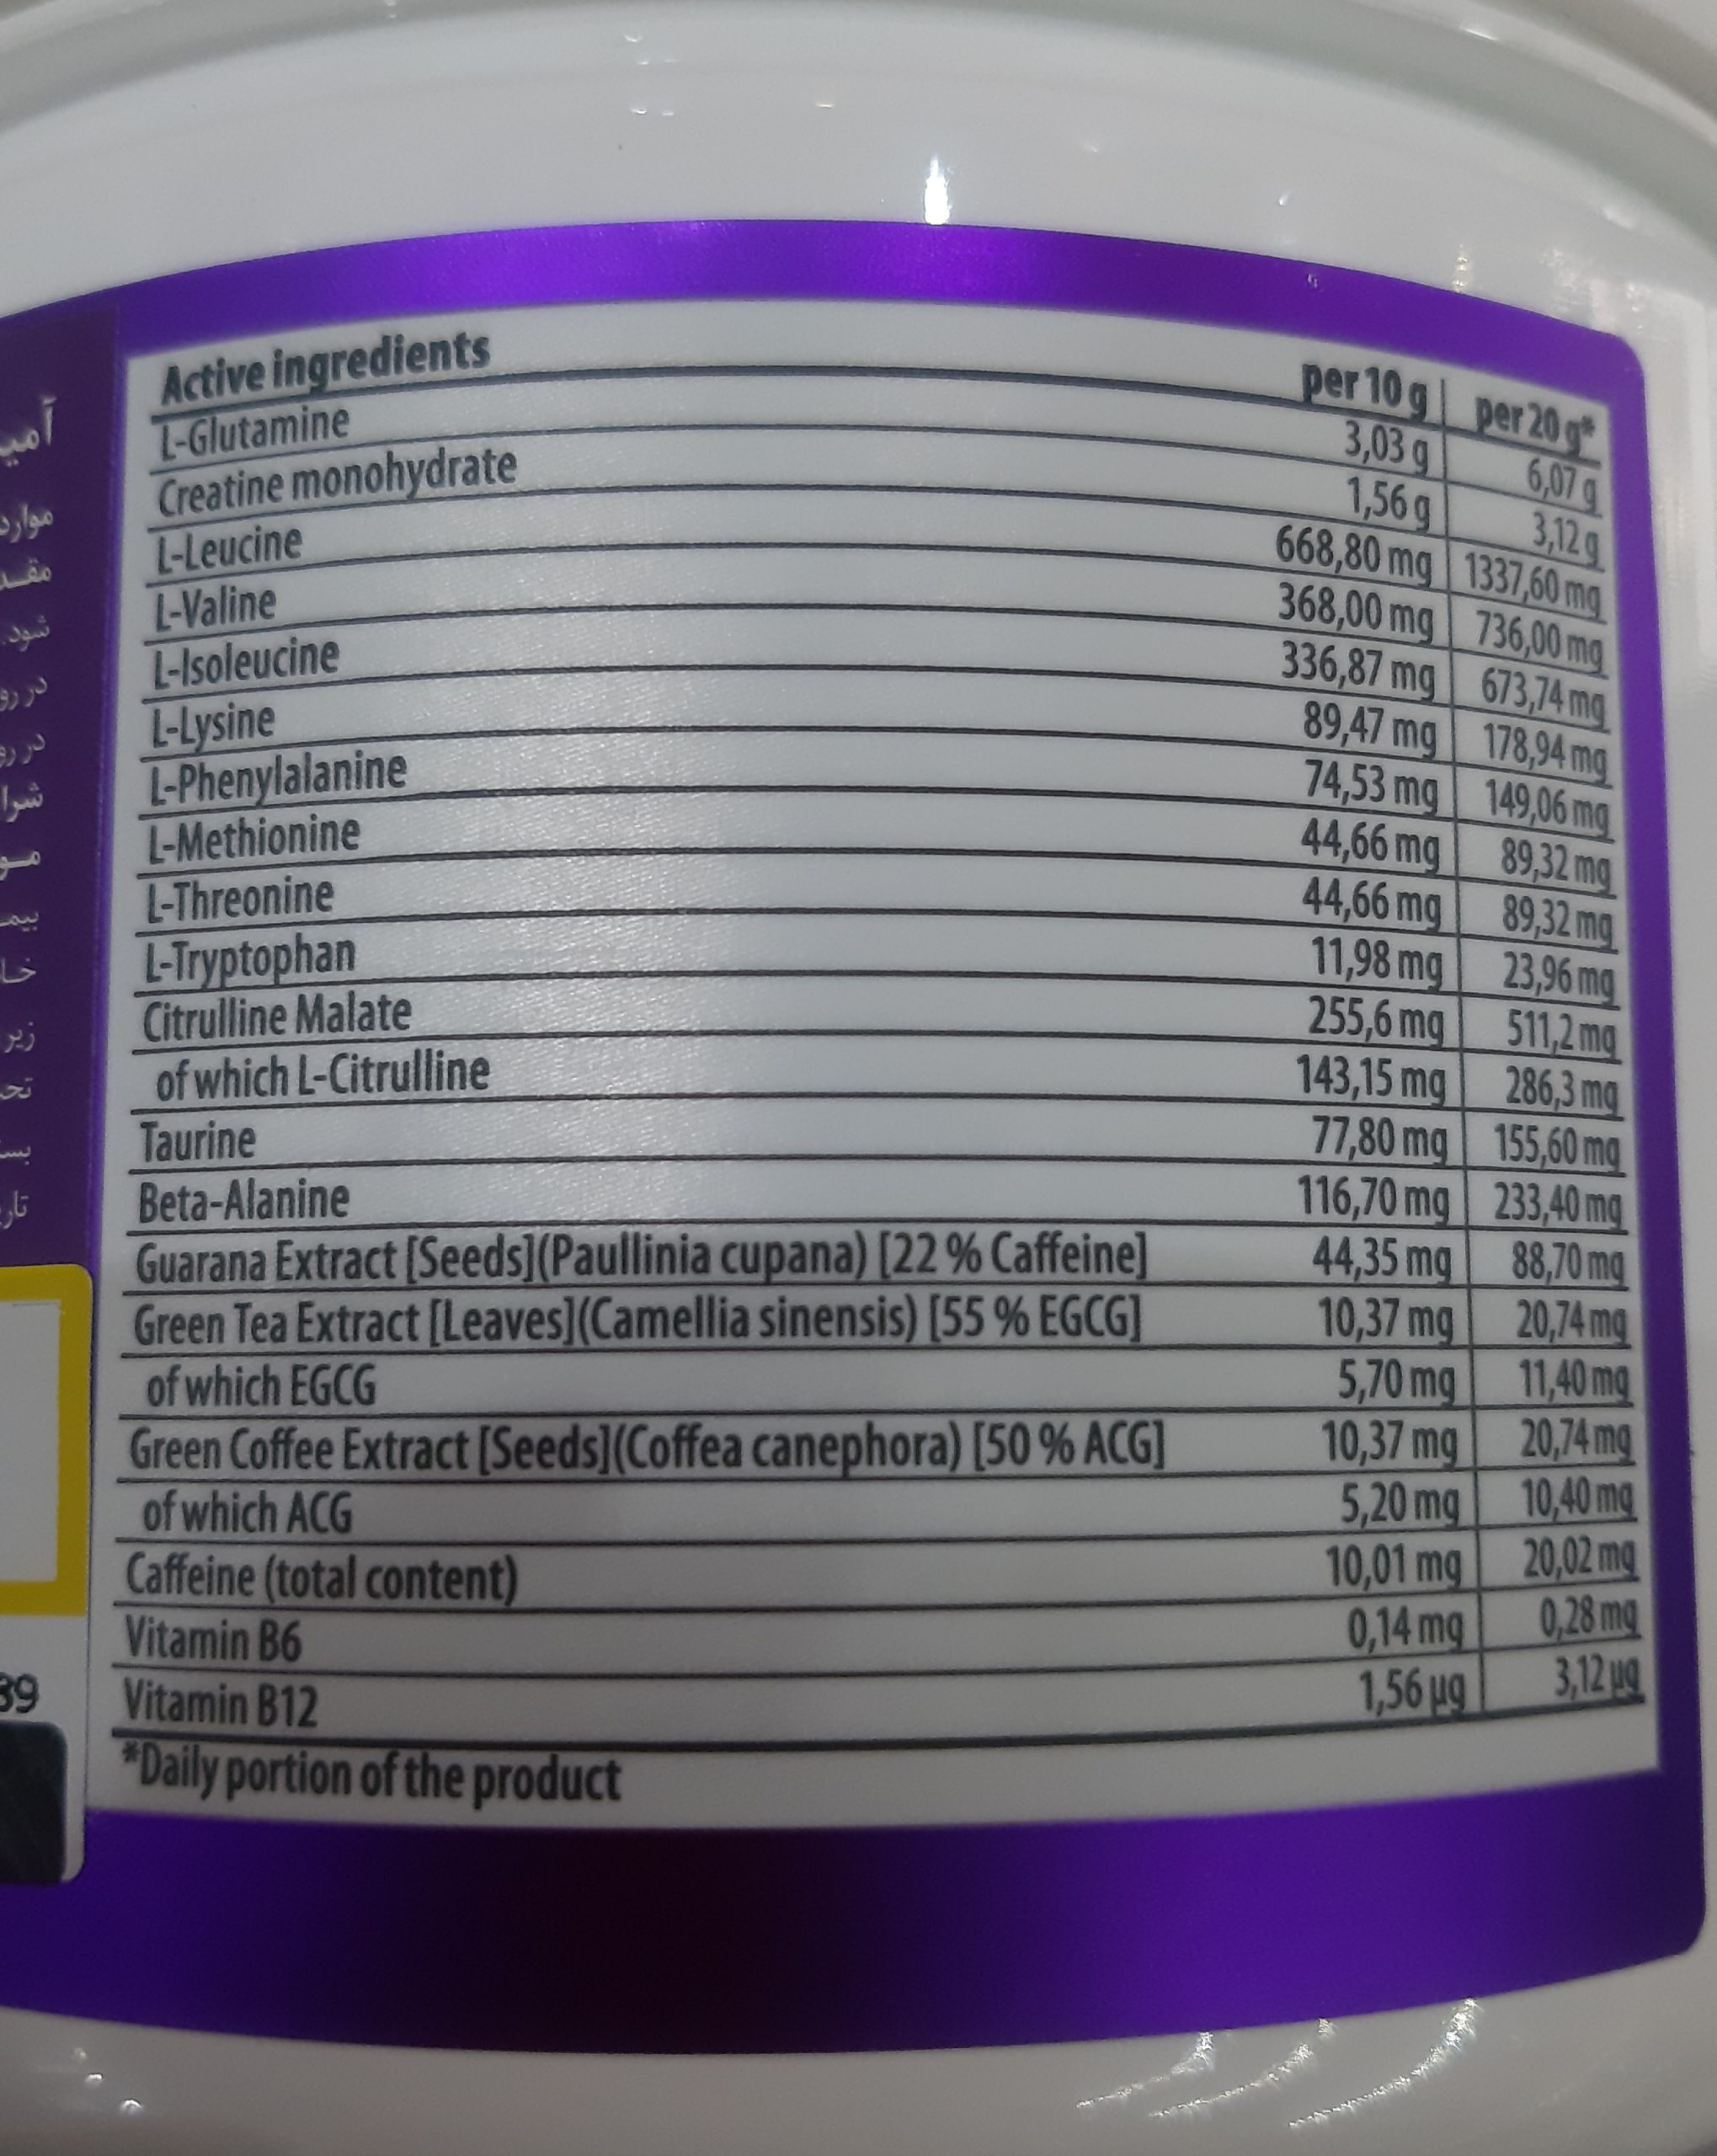 Active ingredients per 10 g per 20 g*
L-Glutamine 3,03 g 6,07 g
Creatine monohydrate 1,56 g 3,12 g
L-Leucine 668,80 mg 1337,60 mg
L-Valine 368,00 mg 736,00 mg
L-Isoleucine 336,87 mg 673,74 mg
L-Lysine 89,47 mg 178,94 mg
L-Phenylalanine 74,53 mg 149,06 mg
L-Methionine 44,66 mg 89,32 mg
L-Threonine 44,66 mg 89,32 mg
L-Tryptophan 11,98 mg 23,96 mg
Citrulline Malate 255,6 mg 511,2 mg
of which L-Citrulline 143,15 mg 286,3 mg
Taurine 77,80 mg 155,60 mg
Beta-Alanine 116,70 mg 233,40 mg
Guarana Extract [Seeds](Paullinia cupana) [22 % Caffeine] 44,35 mg 88,70 mg
Green Tea Extract [Leaves](Camellia sinensis) [55 % EGCG] 10,37 mg 20,74 mg
of which EGCG 5,70 mg 11,40 mg
Green Coffee Extract [Seeds](Coffea canephora) [50 % ACG] 10,37 mg 20,74 mg
of which ACG 5,20 mg 10,40 mg
Caffeine (total content) 10,01 mg 20,02 mg
Vitamin B6 0,14 mg 0,28 mg
Vitamin B12 1,56 µg 3,12 µg
*Daily portion of the product
موارد
شود.
زیر
39